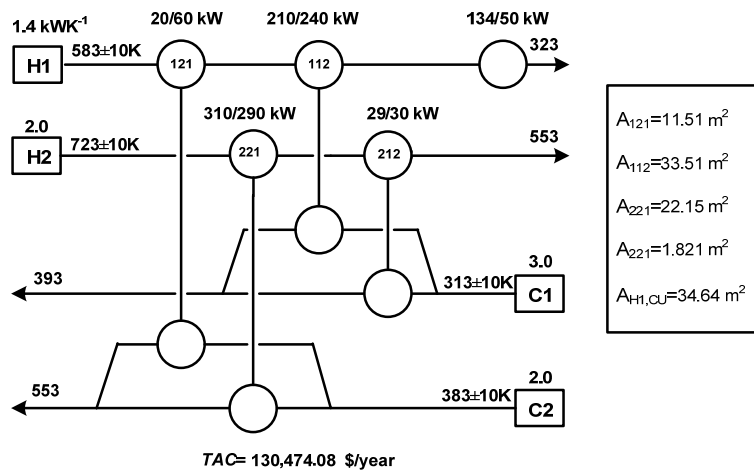 20/60 kW
210/240 kW
134/50 kW
1.4 kWK⁻¹
583±10K
323
H1
121
112
310/290 kW
29/30 kW
2.0
723±10K
553
H2
221
212
393
313±10K
3.0
C1
553
383±10K
2.0
C2
TAC= 130,474.08 $/year
A₁₂₁=11.51 m²
A₁₁₂=33.51 m²
A₂₂₁=22.15 m²
A₂₂₁=1.821 m²
A_H1,CU=34.64 m²